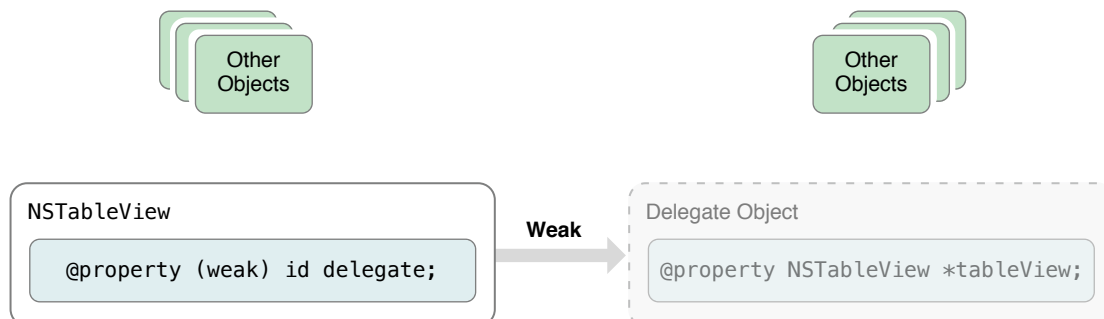 Other
Objects
Other
Objects
NSTableView
@property (weak) id delegate;
Weak
Delegate Object
@property NSTableView *tableView;